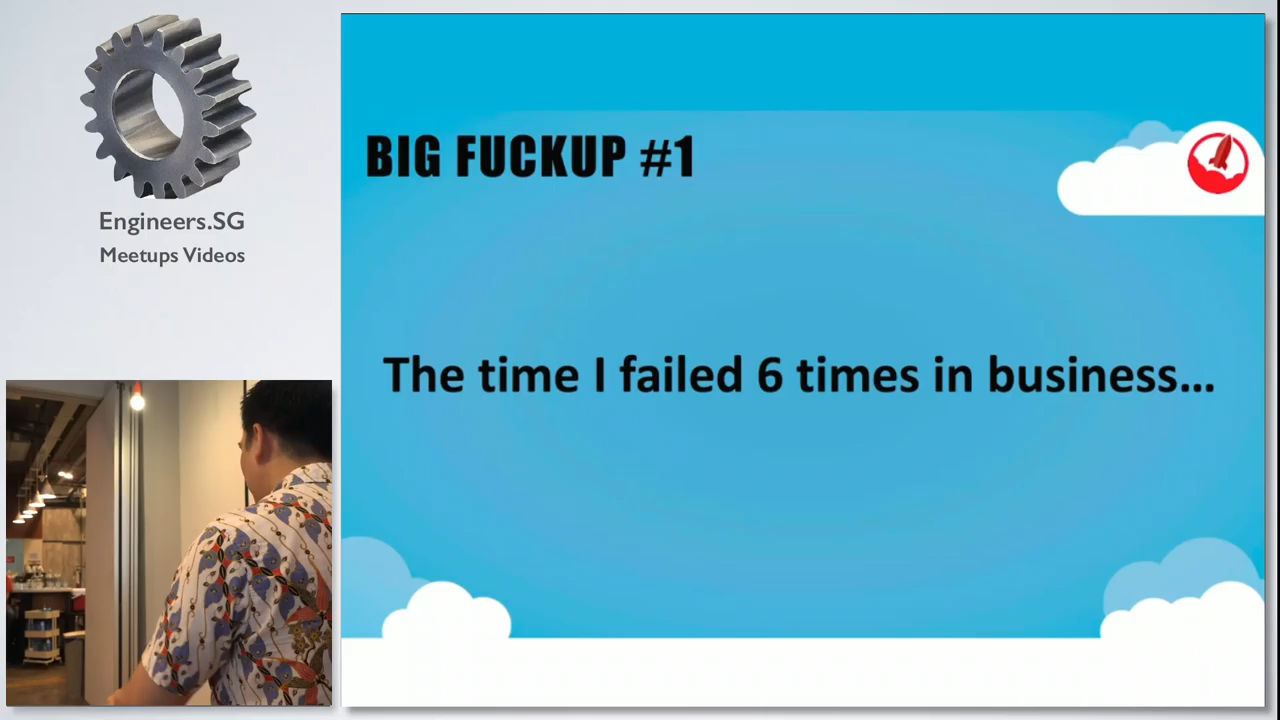 Engineers.SG
Meetups Videos
BIG FUCKUP #1
The time I failed 6 times in business...